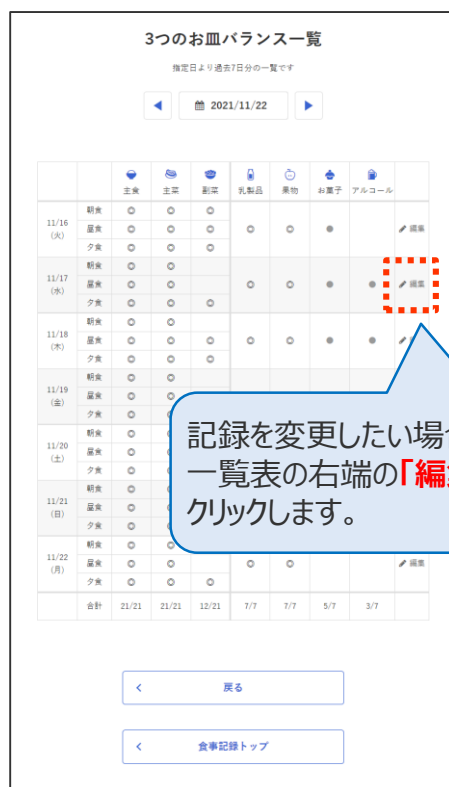 3つのお皿バランス一覧
指定日より過去7日分の一覧です
2021/11/22
主食 主菜 副菜 乳製品 果物 お菓子 アルコール
11/16 (火)
朝食 ◎ ◎ ◎
昼食 ◎ ◎ ◎ ◎ ◎ ● 編集
夕食 ◎ ◎ ◎
11/17 (水)
朝食 ◎ ◎
昼食 ◎ ◎ ◎ ◎ ● ● 編集
夕食 ◎ ◎ ◎
11/18 (木)
朝食 ◎ ◎
昼食 ◎ ◎ ◎ ◎ ◎ ● ●
夕食 ◎ ◎ ◎
11/19 (金)
朝食 ◎ ◎
昼食 ◎
夕食 ◎
11/20 (土)
朝食 ◎
昼食 ◎
夕食 ◎
11/21 (日)
朝食 ◎
昼食 ◎
夕食 ◎
11/22 (月)
朝食 ◎ ◎
昼食 ◎ ◎ ◎ ◎ 編集
夕食 ◎ ◎ ◎
合計 21/21 21/21 12/21 7/7 7/7 5/7 3/7
記録を変更したい場
一覧表の右端の「編
クリックします。
戻る
食事記録トップ